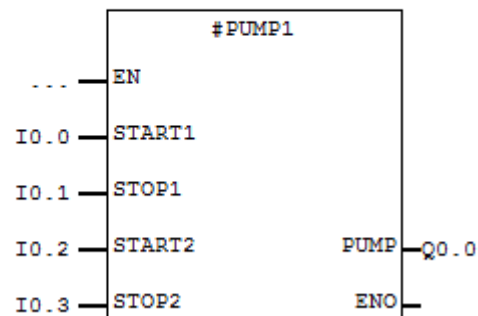 #PUMP1
... EN
I0.0 START1
I0.1 STOP1
I0.2 START2 PUMP Q0.0
I0.3 STOP2 ENO